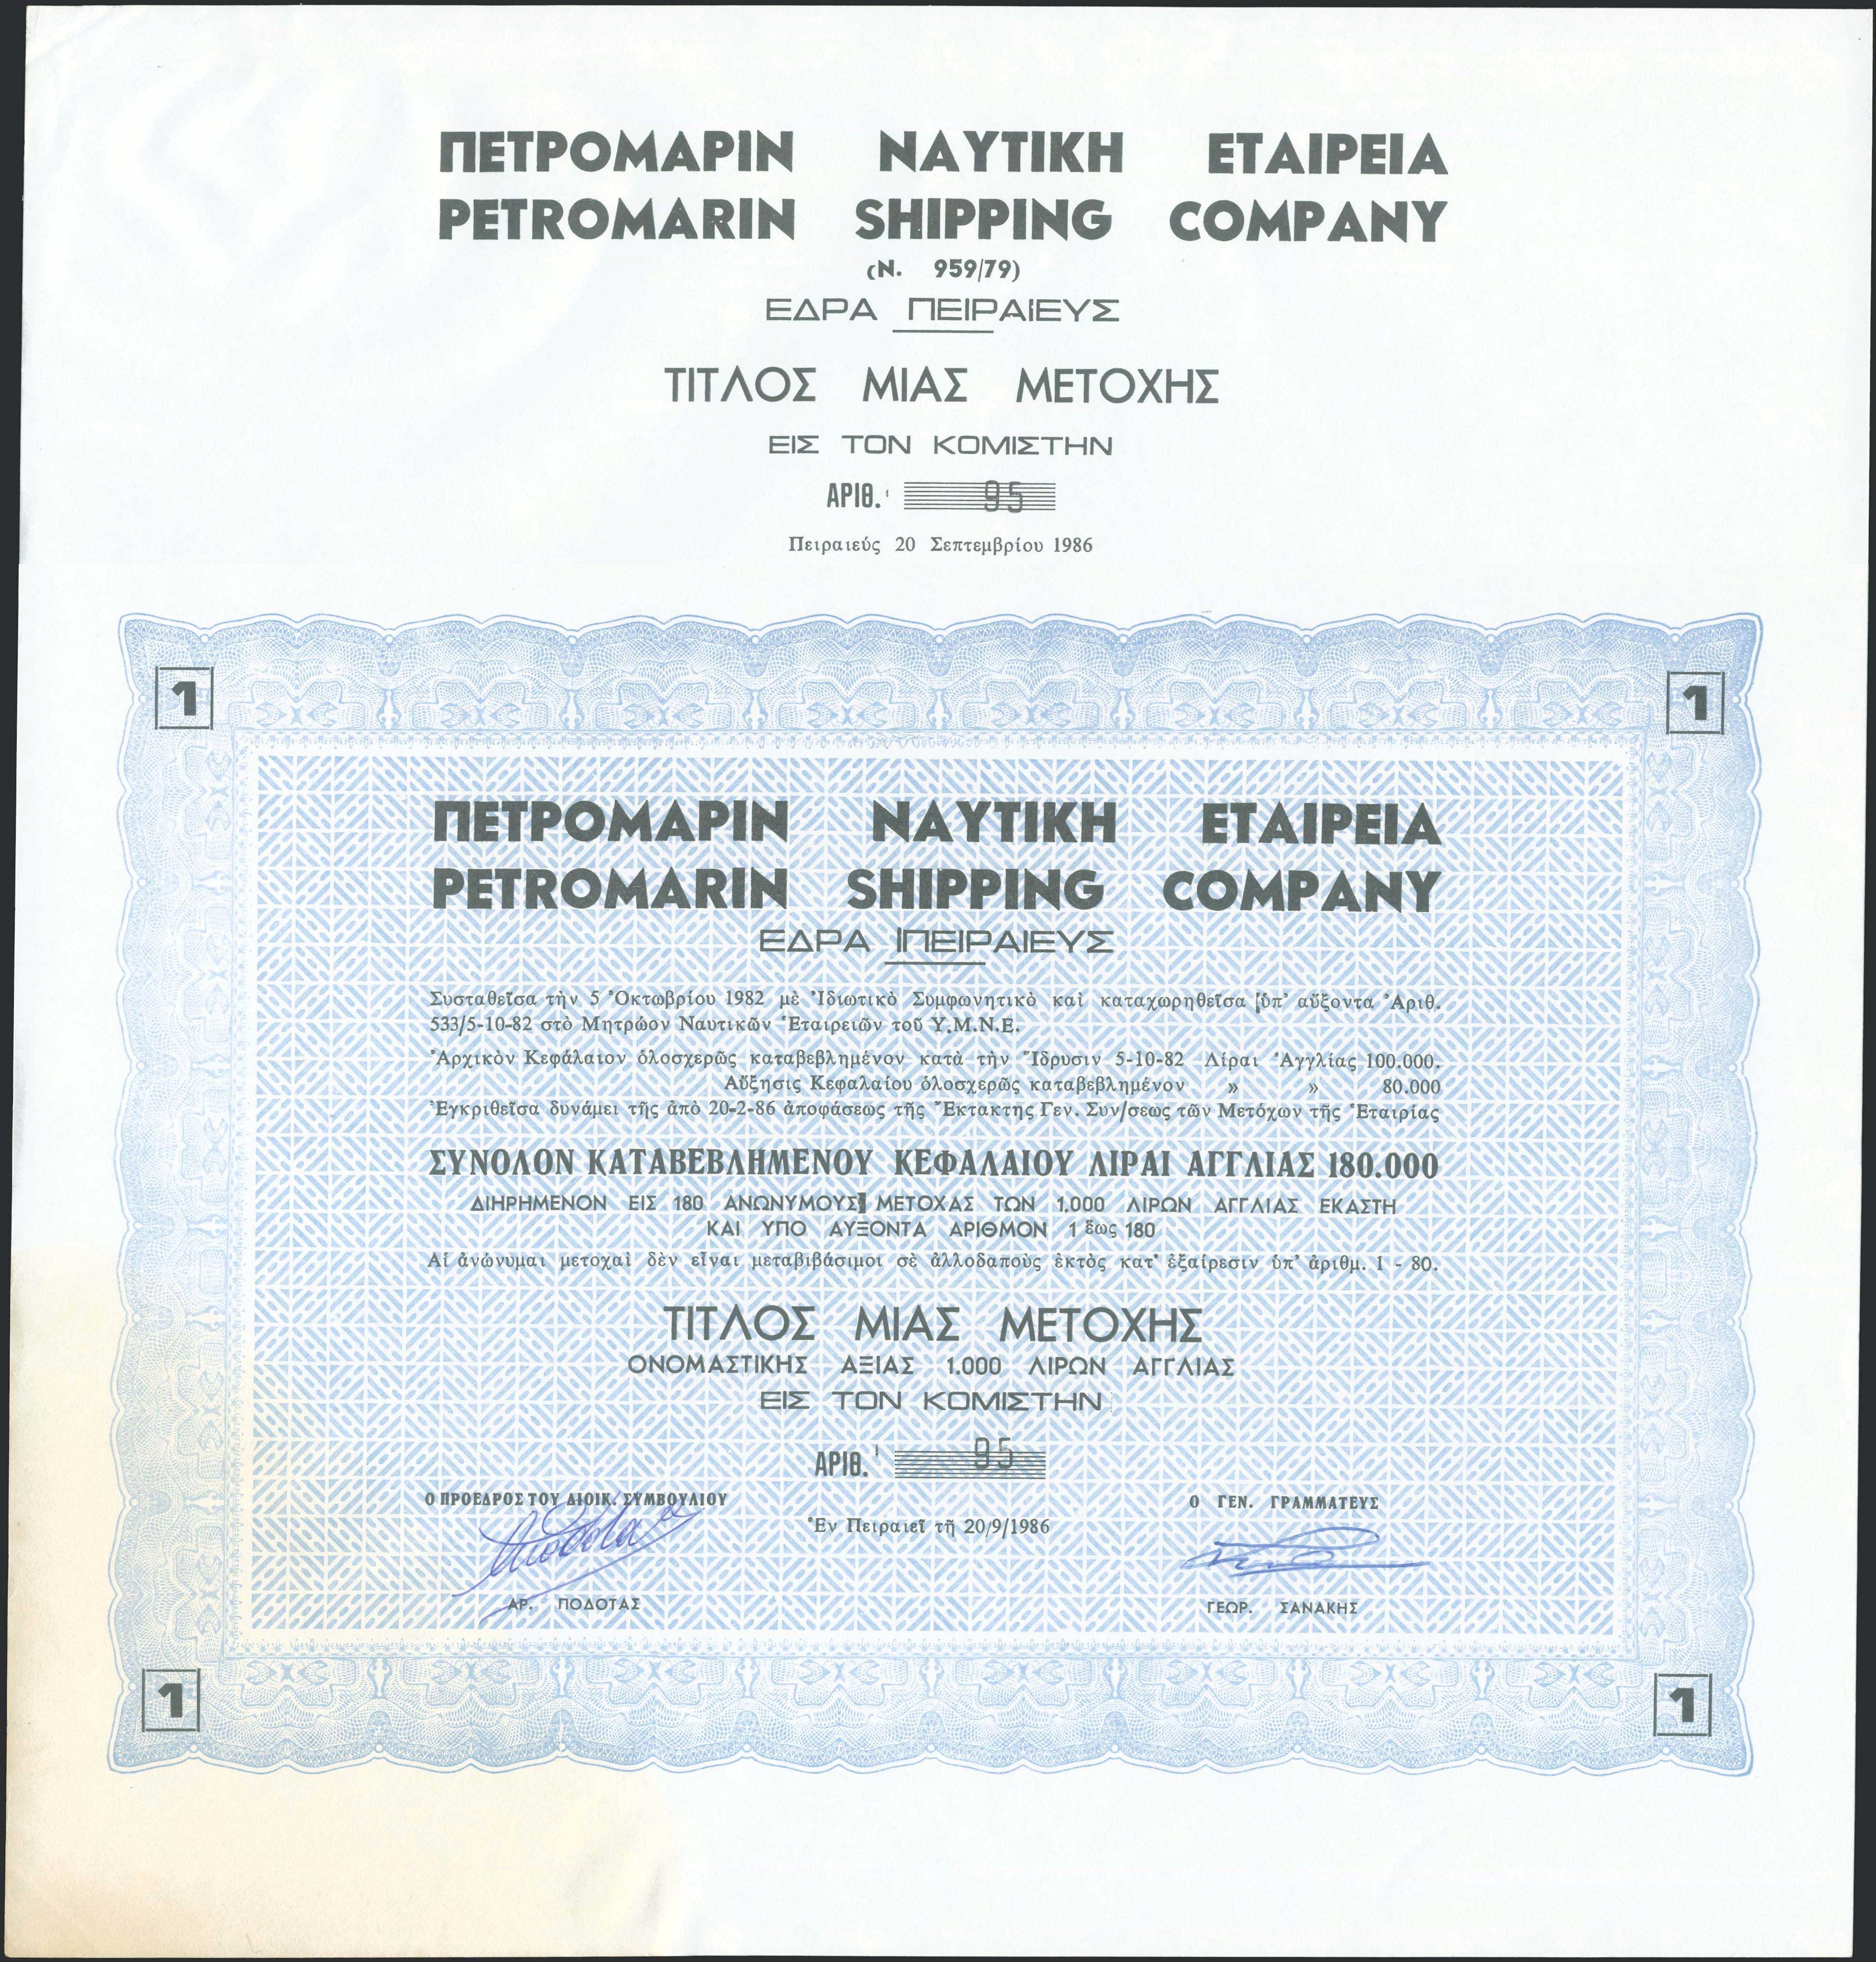 ΠΕΤΡΟΜΑΡΙΝ ΝΑΥΤΙΚΗ ΕΤΑΙΡΕΙΑ
PETROMARIN SHIPPING COMPANY
(Ν. 959/79)
ΕΔΡΑ ΠΕΙΡΑΙΕΥΣ
ΤΙΤΛΟΣ ΜΙΑΣ ΜΕΤΟΧΗΣ
ΕΙΣ ΤΟΝ ΚΟΜΙΣΤΗΝ
ΑΡΙΘ. 95
Πειραιεύς 20 Σεπτεμβρίου 1986
1 1
ΠΕΤΡΟΜΑΡΙΝ ΝΑΥΤΙΚΗ ΕΤΑΙΡΕΙΑ
PETROMARIN SHIPPING COMPANY
ΕΔΡΑ ΠΕΙΡΑΙΕΥΣ
Συσταθεῖσα τὴν 5 Ὀκτωβρίου 1982 μὲ Ἰδιωτικὸ Συμφωνητικὸ καὶ καταχωρηθεῖσα ὑπ' αὔξοντα Ἀριθ.
533/5-10-82 στὸ Μητρῶον Ναυτικῶν Ἑταιρειῶν τοῦ Υ.Μ.Ν.Ε.
Ἀρχικὸν Κεφάλαιον ὁλοσχερῶς καταβεβλημένον κατὰ τὴν Ἵδρυσιν 5-10-82 Λίραι Ἀγγλίας 100.000.
Αὔξησις Κεφαλαίου ὁλοσχερῶς καταβεβλημένον » » 80.000
Ἐγκριθεῖσα δυνάμει τῆς ἀπὸ 20-2-86 ἀποφάσεως τῆς Ἔκτακτης Γεν. Συν/σεως τῶν Μετόχων τῆς Ἑταιρίας
ΣΥΝΟΛΟΝ ΚΑΤΑΒΕΒΛΗΜΕΝΟΥ ΚΕΦΑΛΑΙΟΥ ΛΙΡΑΙ ΑΓΓΛΙΑΣ 180.000
ΔΙΗΡΗΜΕΝΟΝ ΕΙΣ 180 ΑΝΩΝΥΜΟΥΣ ΜΕΤΟΧΑΣ ΤΩΝ 1.000 ΛΙΡΩΝ ΑΓΓΛΙΑΣ ΕΚΑΣΤΗ
ΚΑΙ ΥΠΟ ΑΥΞΟΝΤΑ ΑΡΙΘΜΟΝ 1 ἕως 180
Αἱ ἀνώνυμαι μετοχαὶ δὲν εἶναι μεταβιβάσιμοι σὲ ἀλλοδαποὺς ἐκτὸς κατ' ἐξαίρεσιν ὑπ' ἀριθμ. 1 - 80.
ΤΙΤΛΟΣ ΜΙΑΣ ΜΕΤΟΧΗΣ
ΟΝΟΜΑΣΤΙΚΗΣ ΑΞΙΑΣ 1.000 ΛΙΡΩΝ ΑΓΓΛΙΑΣ
ΕΙΣ ΤΟΝ ΚΟΜΙΣΤΗΝ
ΑΡΙΘ. 95
Ο ΠΡΟΕΔΡΟΣ ΤΟΥ ΔΙΟΙΚ. ΣΥΜΒΟΥΛΙΟΥ
Ο ΓΕΝ. ΓΡΑΜΜΑΤΕΥΣ
Ἐν Πειραιεῖ τῇ 20/9/1986
ΑΡ. ΠΟΔΟΤΑΣ
ΓΕΩΡ. ΣΑΝΑΚΗΣ
1 1